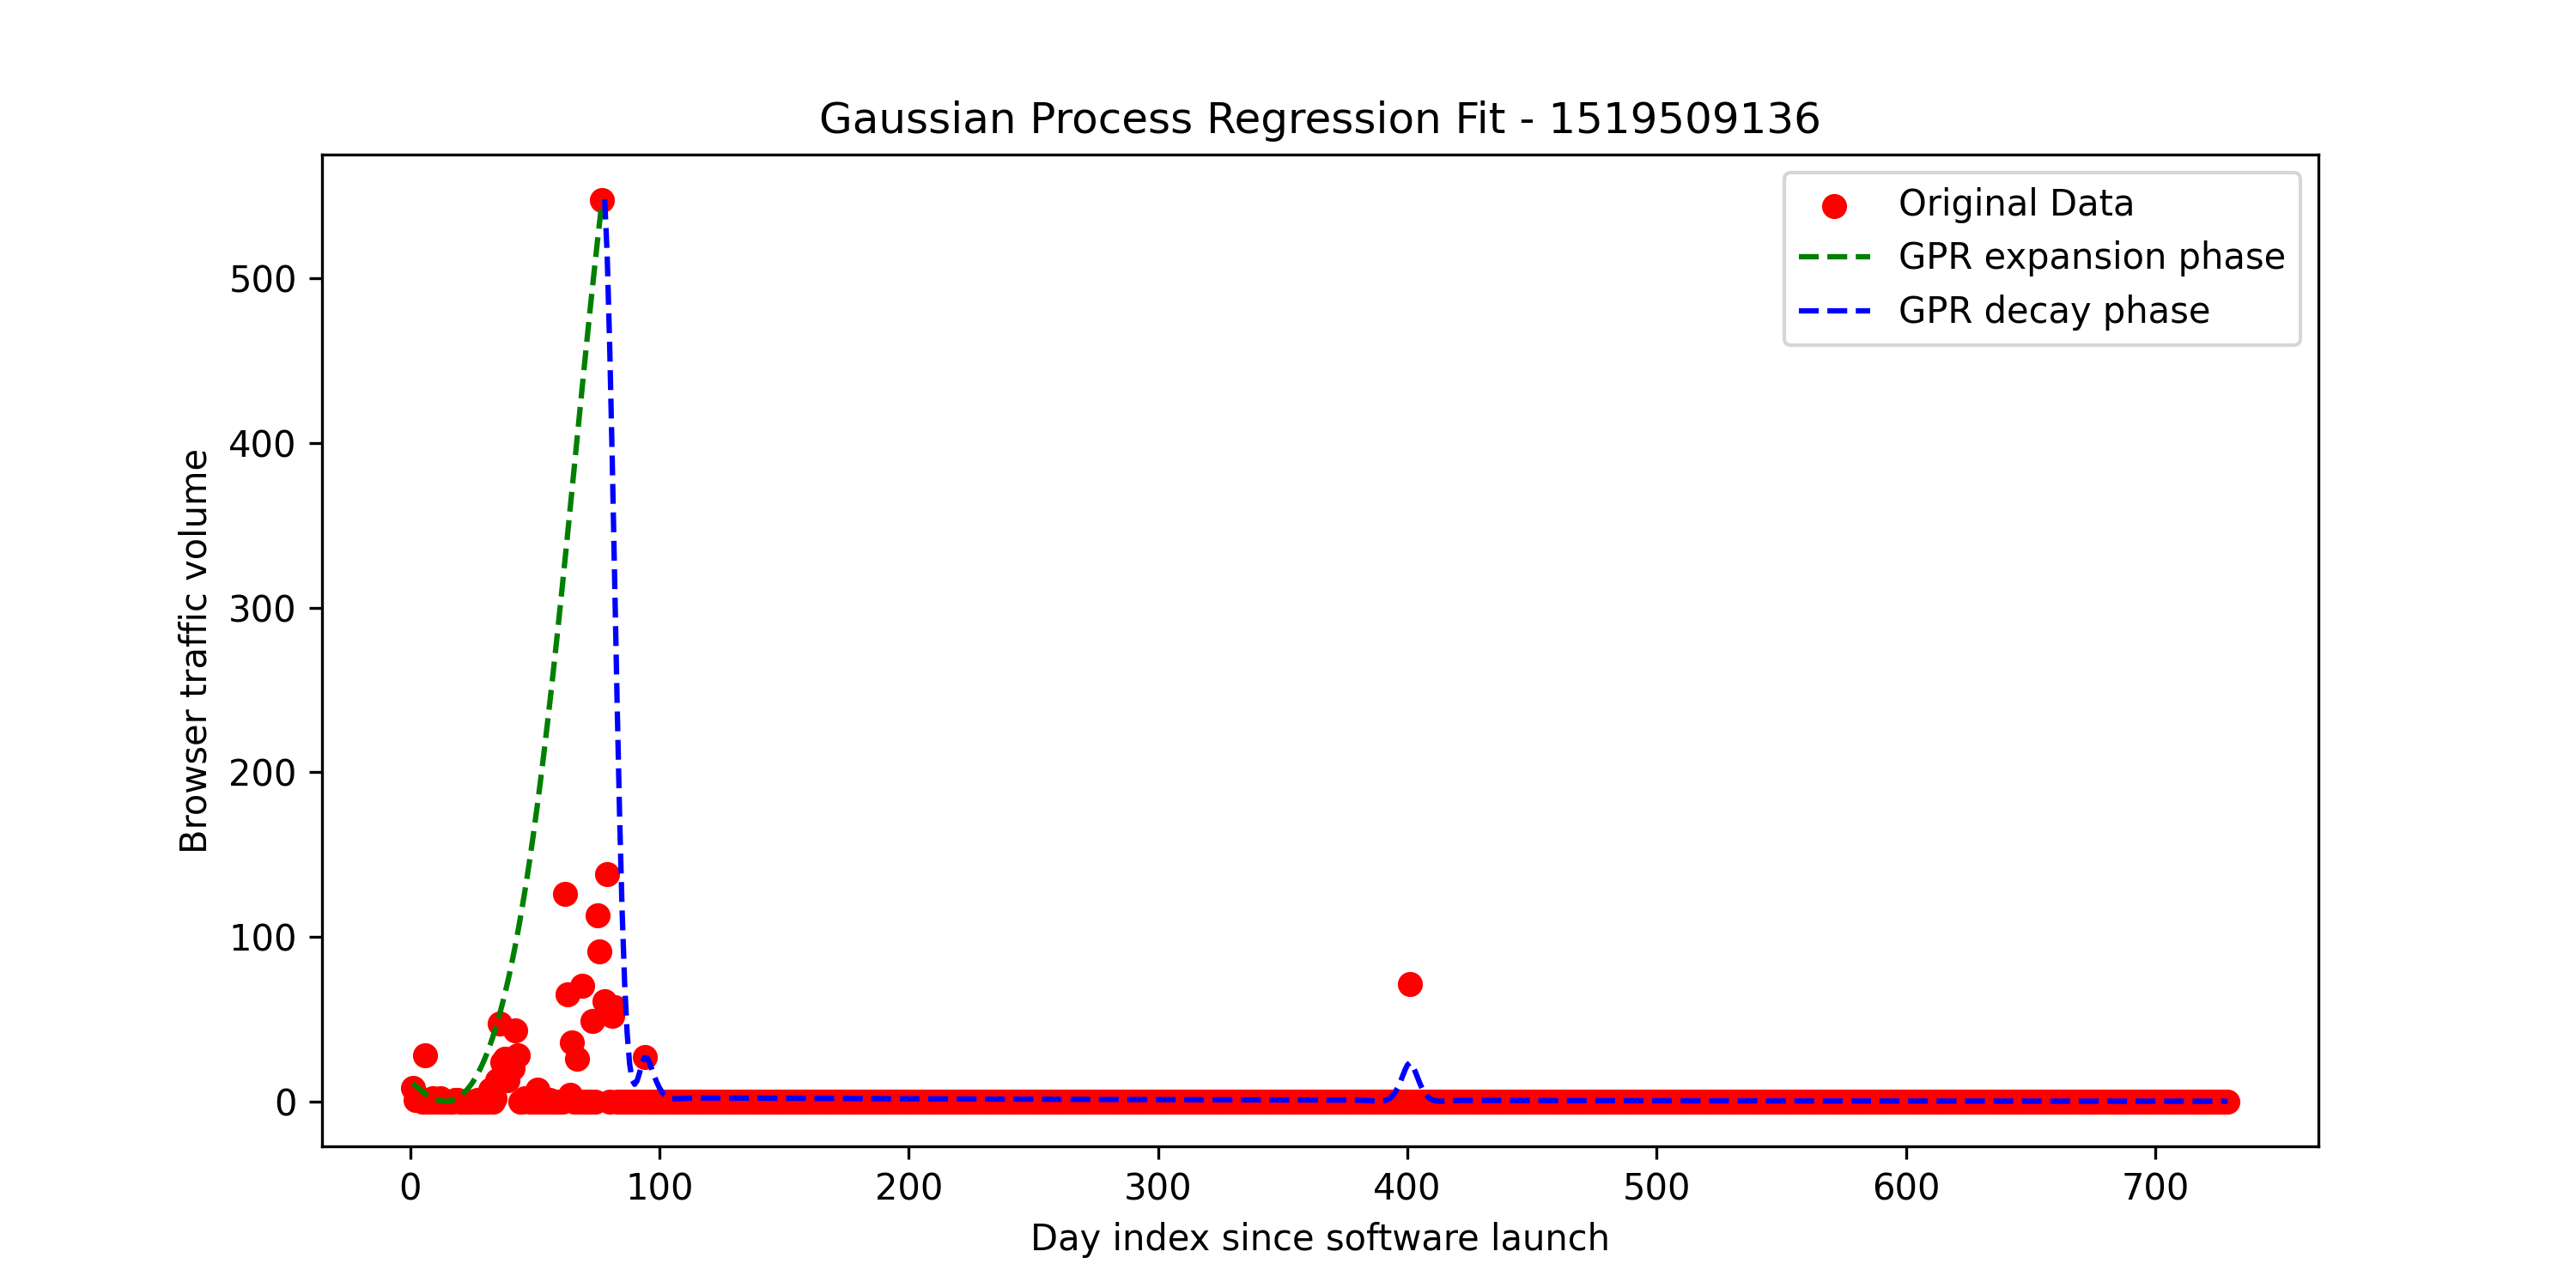 Gaussian Process Regression Fit - 1519509136
Original Data
GPR expansion phase
GPR decay phase
Browser traffic volume
500
400
300
200
100
0
0 100 200 300 400 500 600 700
Day index since software launch